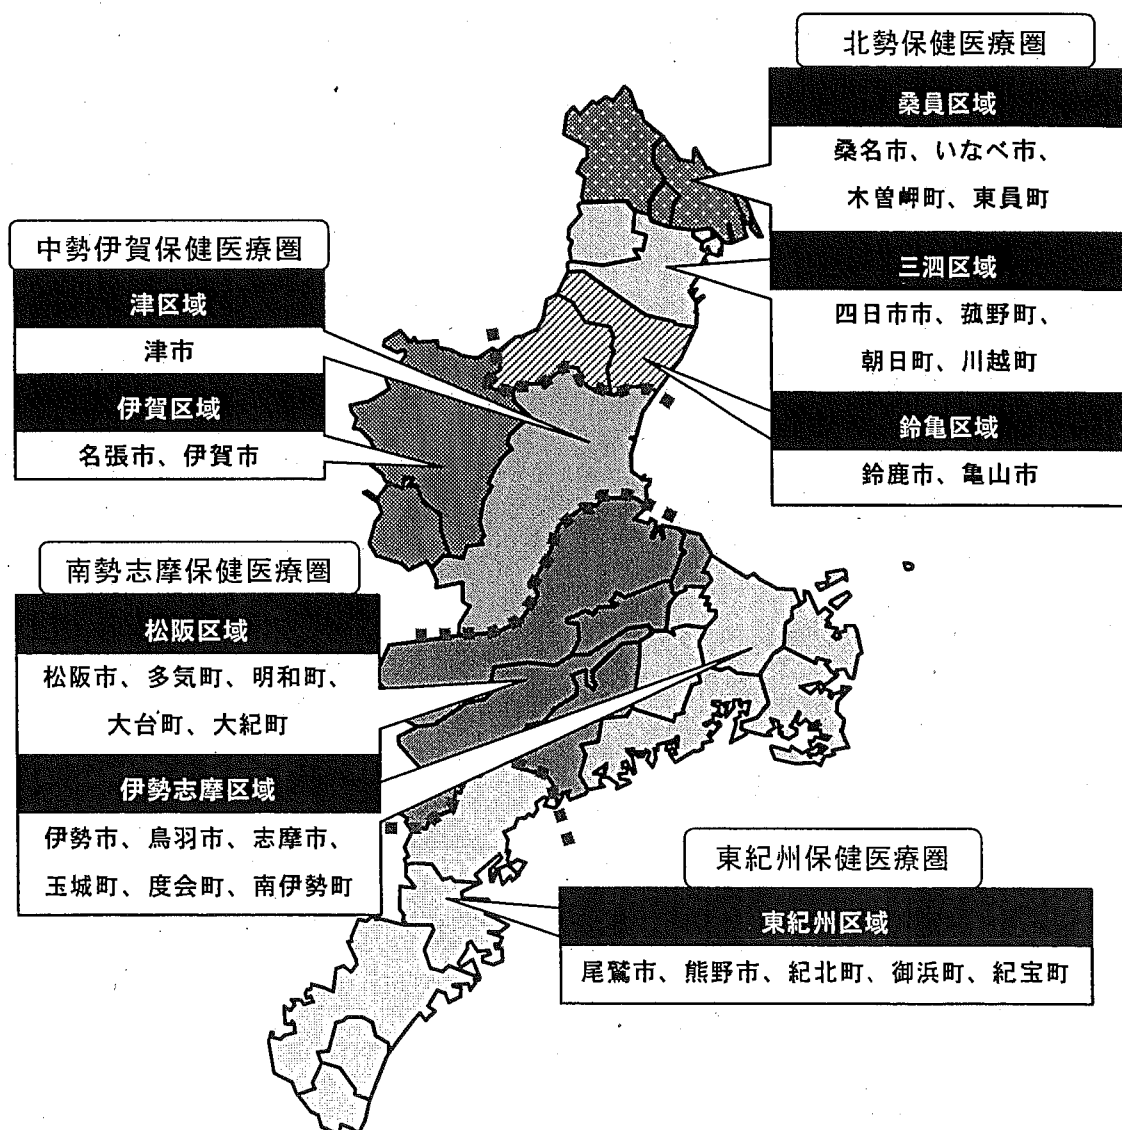 北勢保健医療圏
桑員区域
桑名市、いなべ市、
木曽岬町、東員町
三泗区域
四日市市、菰野町、
朝日町、川越町
鈴亀区域
鈴鹿市、亀山市
中勢伊賀保健医療圏
津区域
津市
伊賀区域
名張市、伊賀市
南勢志摩保健医療圏
松阪区域
松阪市、多気町、明和町、
大台町、大紀町
伊勢志摩区域
伊勢市、鳥羽市、志摩市、
玉城町、度会町、南伊勢町
東紀州保健医療圏
東紀州区域
尾鷲市、熊野市、紀北町、御浜町、紀宝町